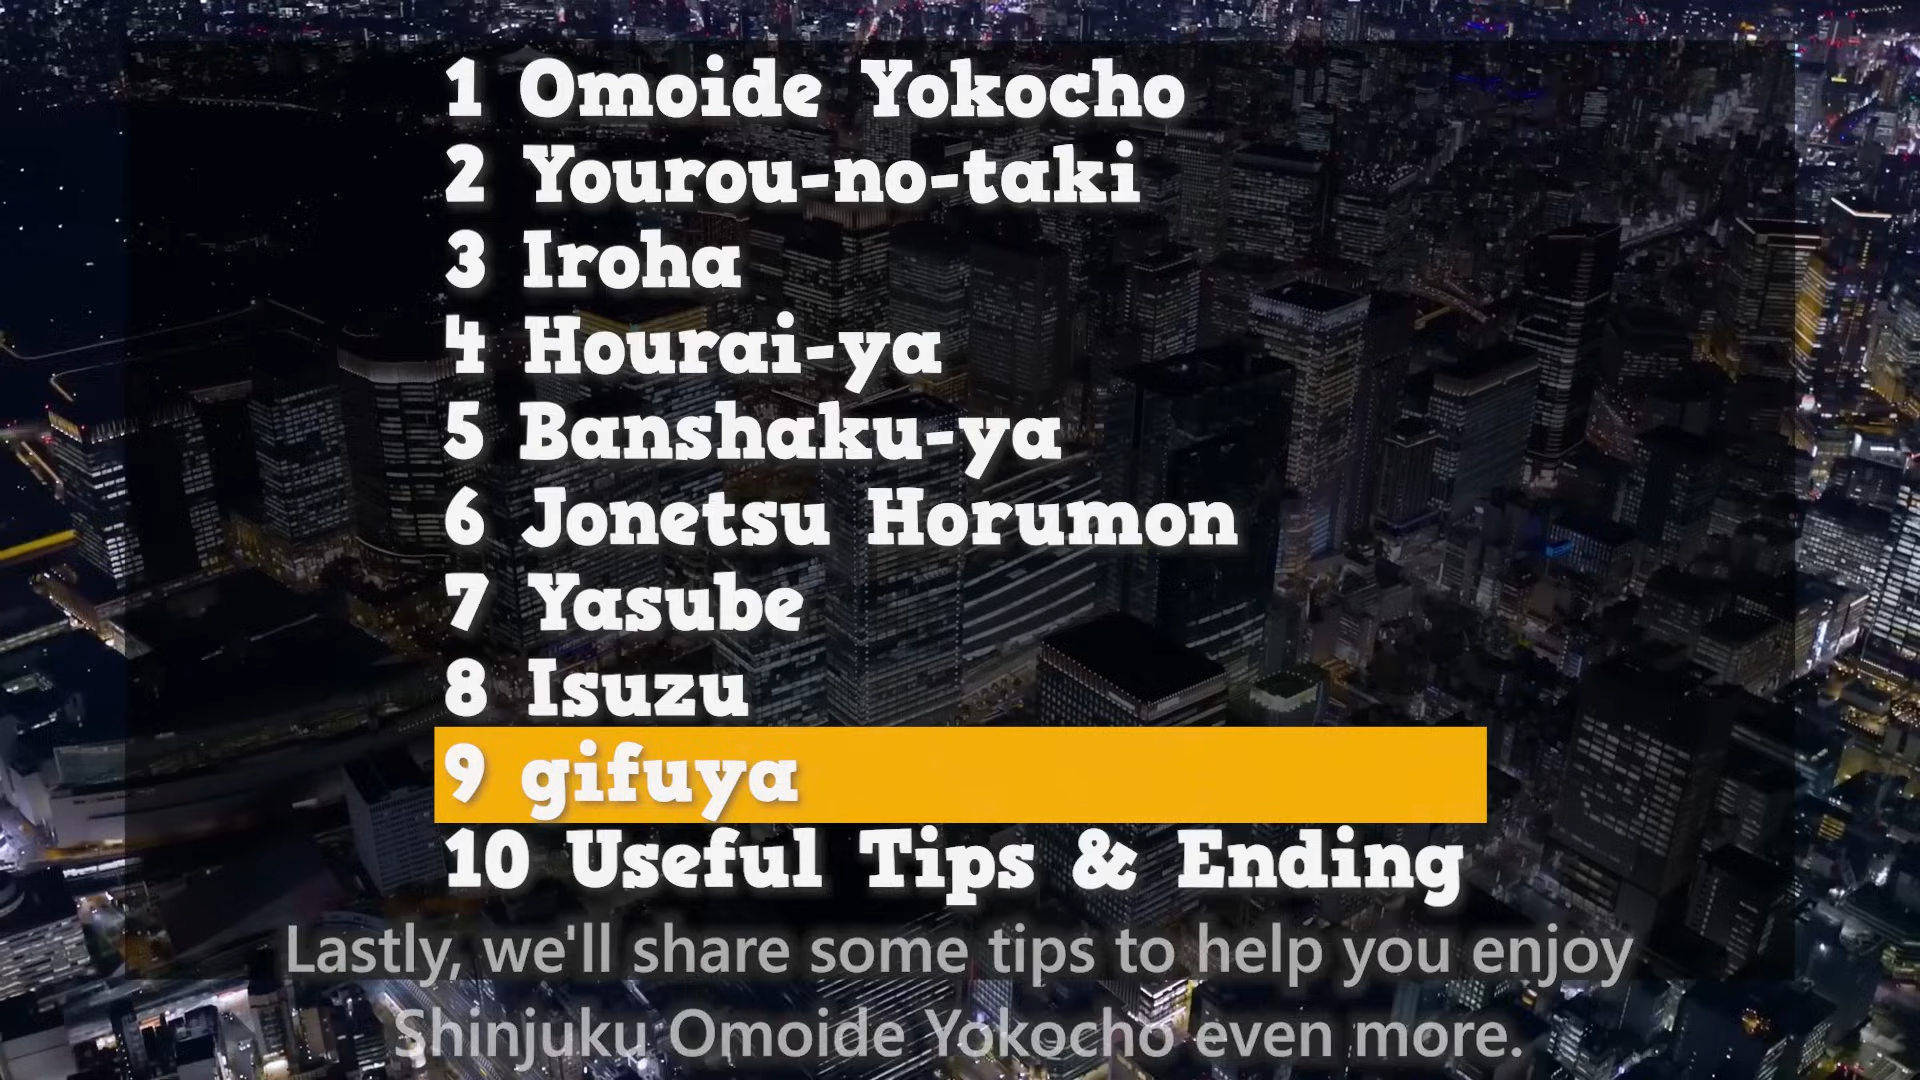 1 Omoide Yokocho
2 Yourou-no-taki
3 Iroha
4 Hourai-ya
5 Banshaku-ya
6 Jonetsu Horumon
7 Yasube
8 Isuzu
9 gifuya
10 Useful Tips & Ending
Lastly, we'll share some tips to help you enjoy
Shinjuku Omoide Yokocho even more.